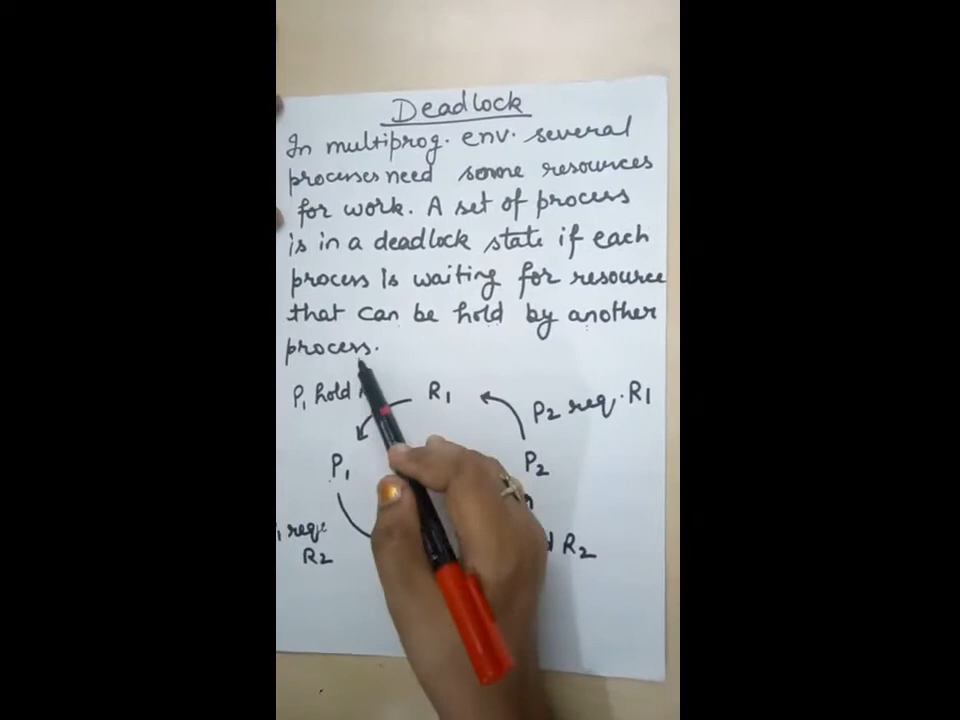 Deadlock
In multiprog. env. several
processes need some resources
for work. A set of process
is in a deadlock state if each
process is waiting for resource
that can be hold by another
process.
P1 hold
R1
P2 req. R1
P1
P2
req
R2
R2